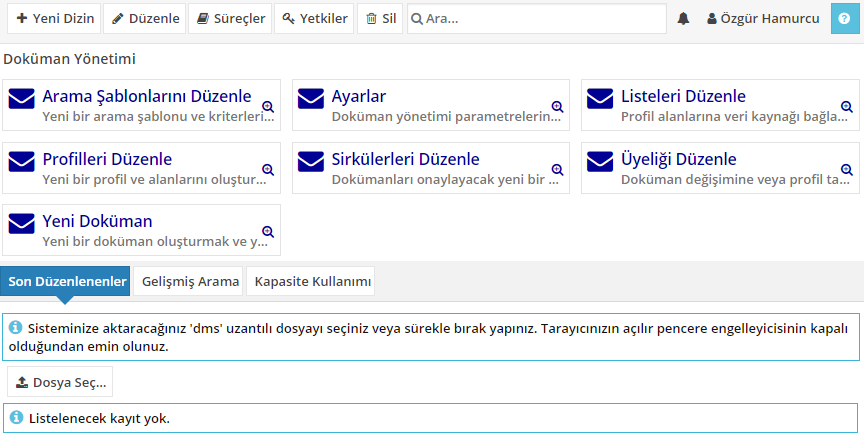 Yeni Dizin Düzenle Süreçler Yetkiler Sil Ara... Özgür Hamurcu ?
Doküman Yönetimi
Arama Şablonlarını Düzenle Ayarlar Listeleri Düzenle
Yeni bir arama şablonu ve kriterleri... Doküman yönetimi parametrelerin... Profil alanlarına veri kaynağı bağla...
Profilleri Düzenle Sirkülerleri Düzenle Üyeliği Düzenle
Yeni bir profil ve alanlarını oluştur... Dokümanları onaylayacak yeni bir ... Doküman değişimine veya profil ta...
Yeni Doküman
Yeni bir doküman oluşturmak ve y...
Son Düzenlenenler Gelişmiş Arama Kapasite Kullanımı
Sisteminize aktaracağınız 'dms' uzantılı dosyayı seçiniz veya sürekle bırak yapınız. Tarayıcınızın açılır pencere engelleyicisinin kapalı
olduğundan emin olunuz.
Dosya Seç...
Listelenecek kayıt yok.